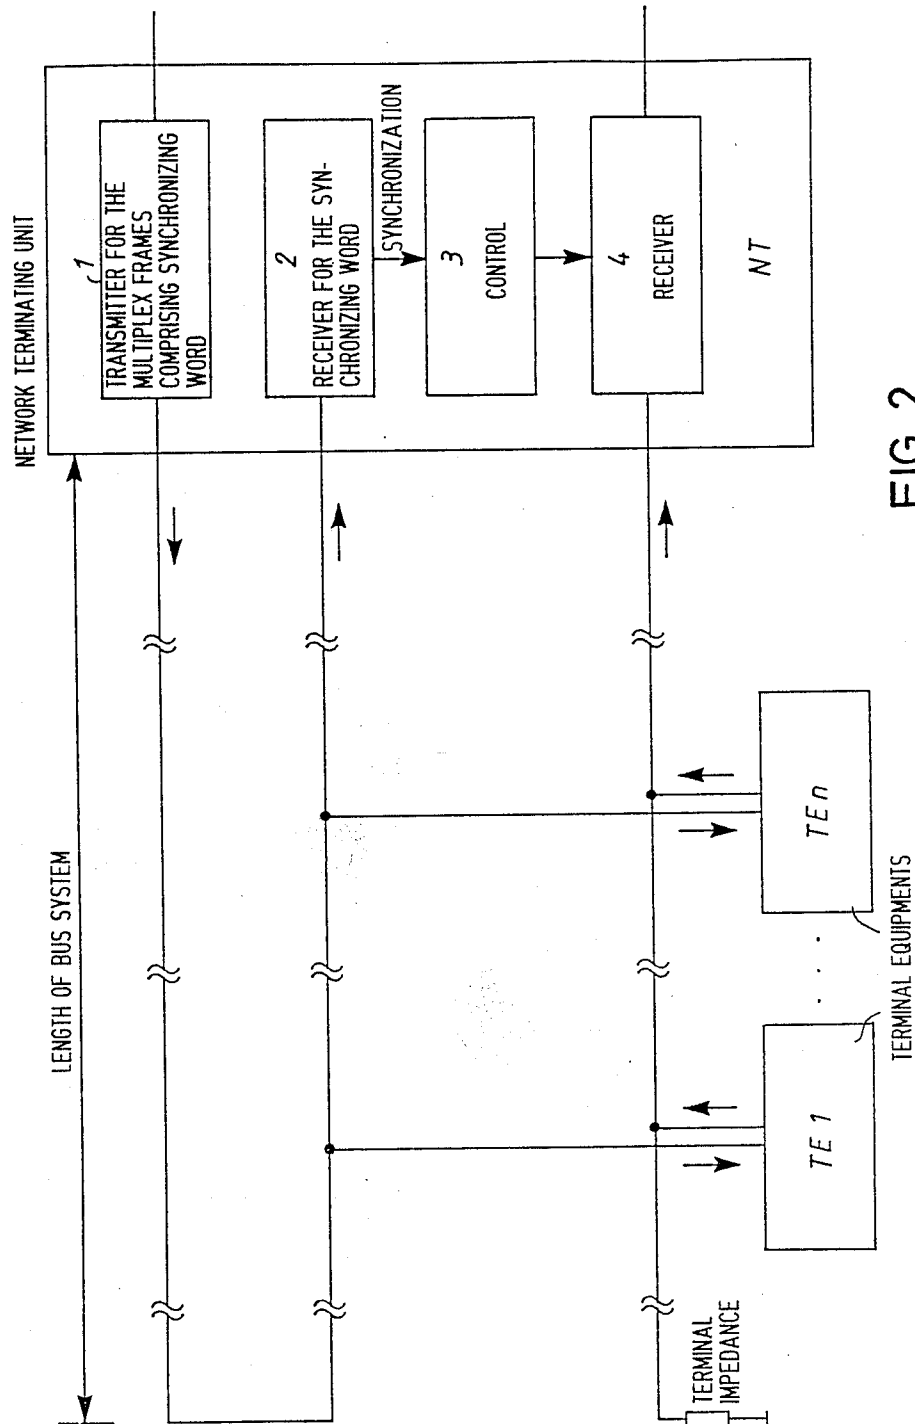 NETWORK TERMINATING UNIT
LENGTH OF BUS SYSTEM
1
TRANSMITTER FOR THE
MULTIPLEX FRAMES
COMPRISING SYNCHRONIZING
WORD
2
RECEIVER FOR THE SYN-
CHRONIZING WORD
SYNCHRONIZATION
3
CONTROL
4
RECEIVER
NT
TERMINAL
IMPEDANCE
TE 1
. . .
TEn
TERMINAL EQUIPMENTS
FIG. 2